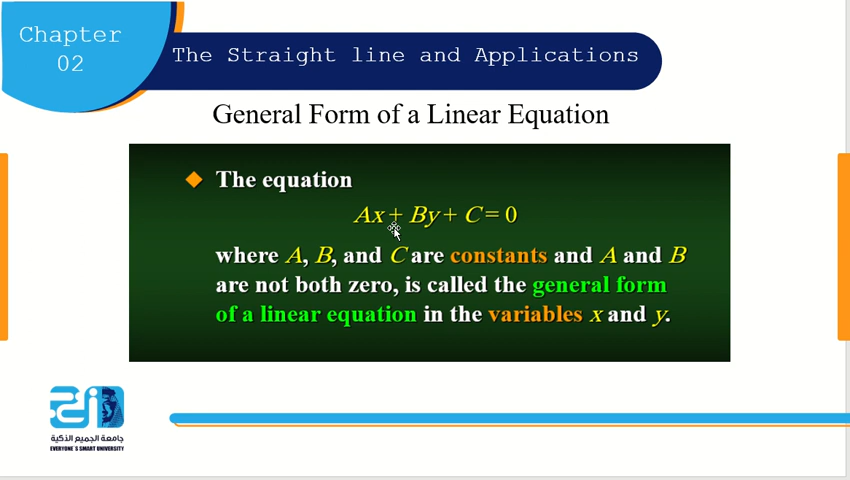 Chapter
02
The Straight line and Applications
General Form of a Linear Equation
The equation
Ax + By + C = 0
where A, B, and C are constants and A and B
are not both zero, is called the general form
of a linear equation in the variables x and y.
جامعة الجميع الذكية
EVERYONE`S SMART UNIVERSITY